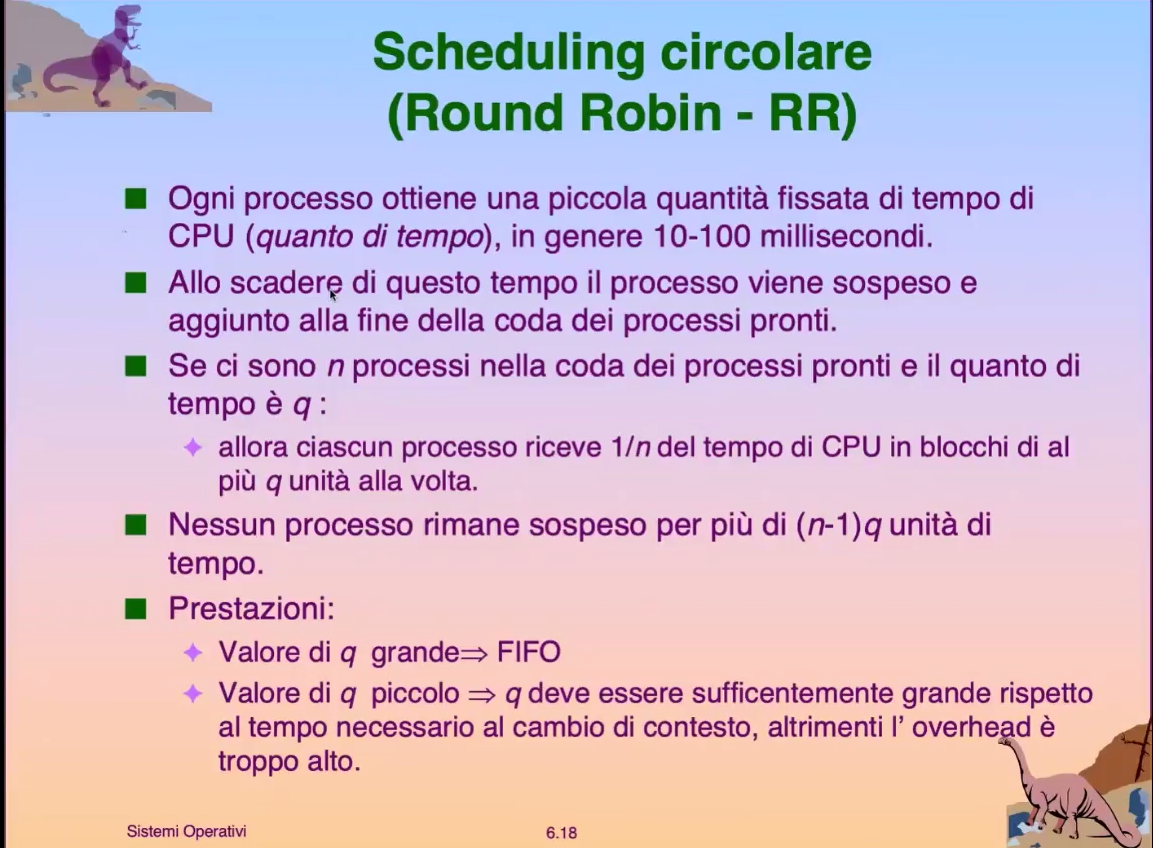 Scheduling circolare
(Round Robin - RR)
Ogni processo ottiene una piccola quantità fissata di tempo di
CPU (quanto di tempo), in genere 10-100 millisecondi.
Allo scadere di questo tempo il processo viene sospeso e
aggiunto alla fine della coda dei processi pronti.
Se ci sono n processi nella coda dei processi pronti e il quanto di
tempo è q :
allora ciascun processo riceve 1/n del tempo di CPU in blocchi di al
più q unità alla volta.
Nessun processo rimane sospeso per più di (n-1)q unità di
tempo.
Prestazioni:
Valore di q grande⇒ FIFO
Valore di q piccolo ⇒ q deve essere sufficentemente grande rispetto
al tempo necessario al cambio di contesto, altrimenti l' overhead è
troppo alto.
Sistemi Operativi
6.18